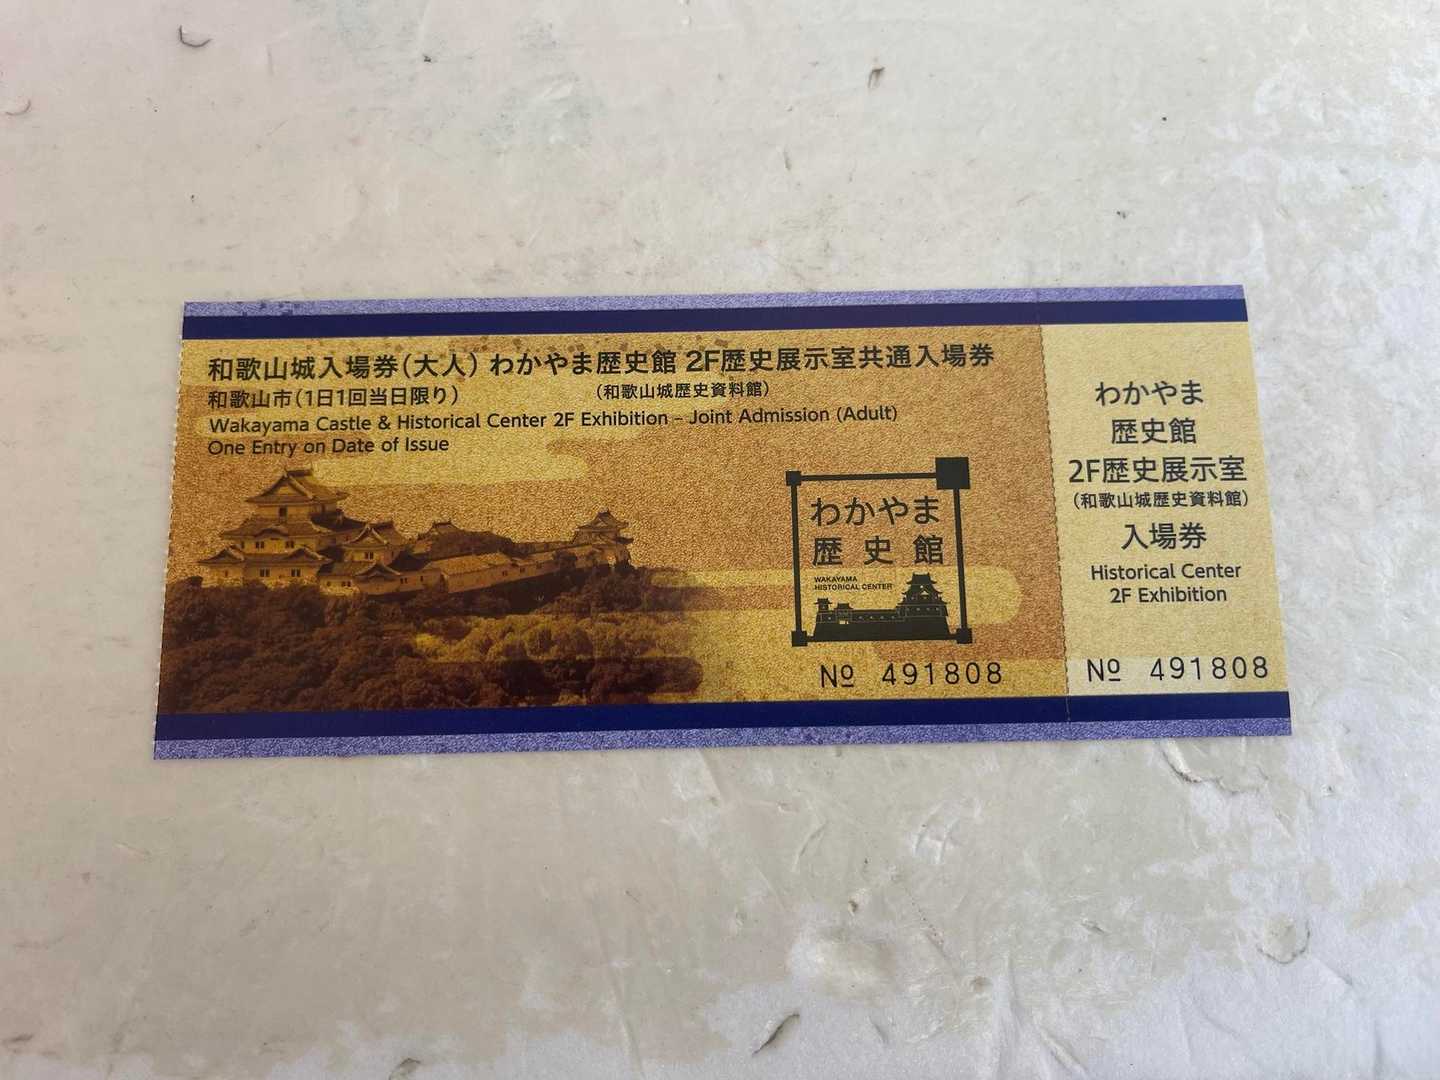 和歌山城入場券(大人) わかやま歴史館 2F歴史展示室共通入場券
和歌山市(1日1回当日限り) (和歌山城歴史資料館)
Wakayama Castle & Historical Center 2F Exhibition – Joint Admission (Adult)
One Entry on Date of Issue
わかやま
歴史館
WAKAYAMA
HISTORICAL CENTER
№ 491808
わかやま
歴史館
2F歴史展示室
(和歌山城歴史資料館)
入場券
Historical Center
2F Exhibition
№ 491808